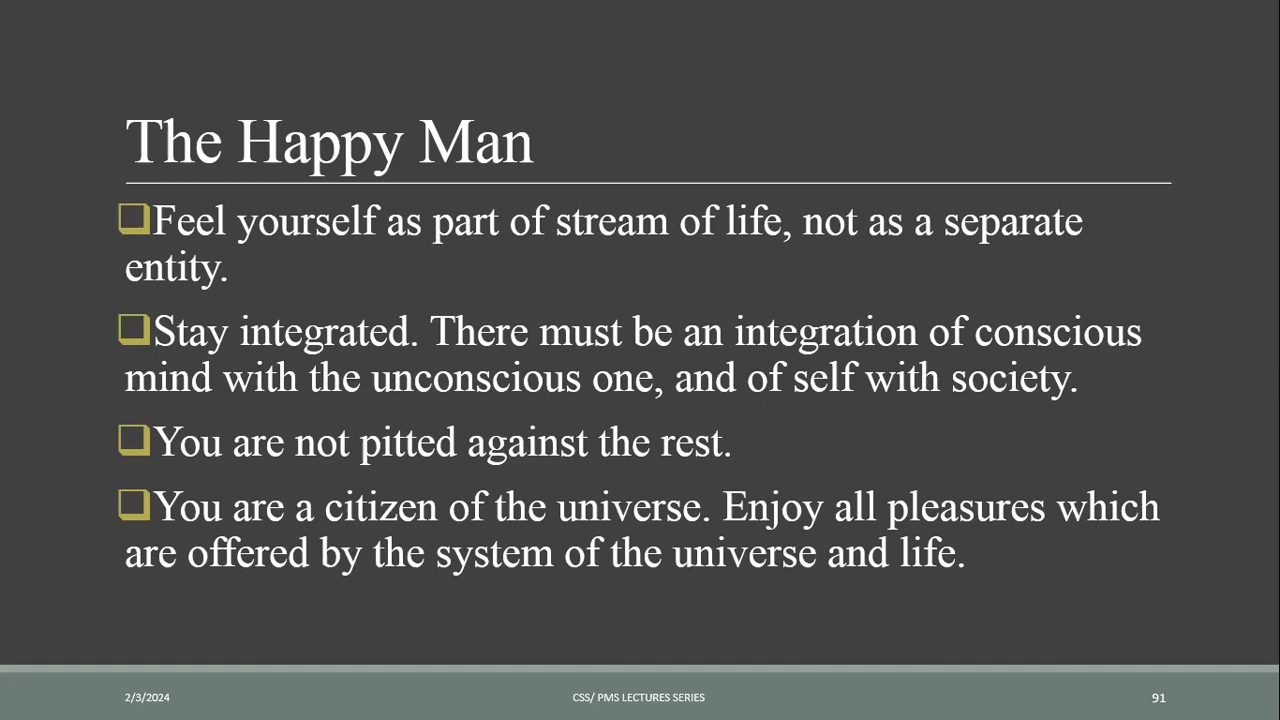 The Happy Man
Feel yourself as part of stream of life, not as a separate
entity.
Stay integrated. There must be an integration of conscious
mind with the unconscious one, and of self with society.
You are not pitted against the rest.
You are a citizen of the universe. Enjoy all pleasures which
are offered by the system of the universe and life.
2/3/2024
CSS/ PMS LECTURES SERIES
91